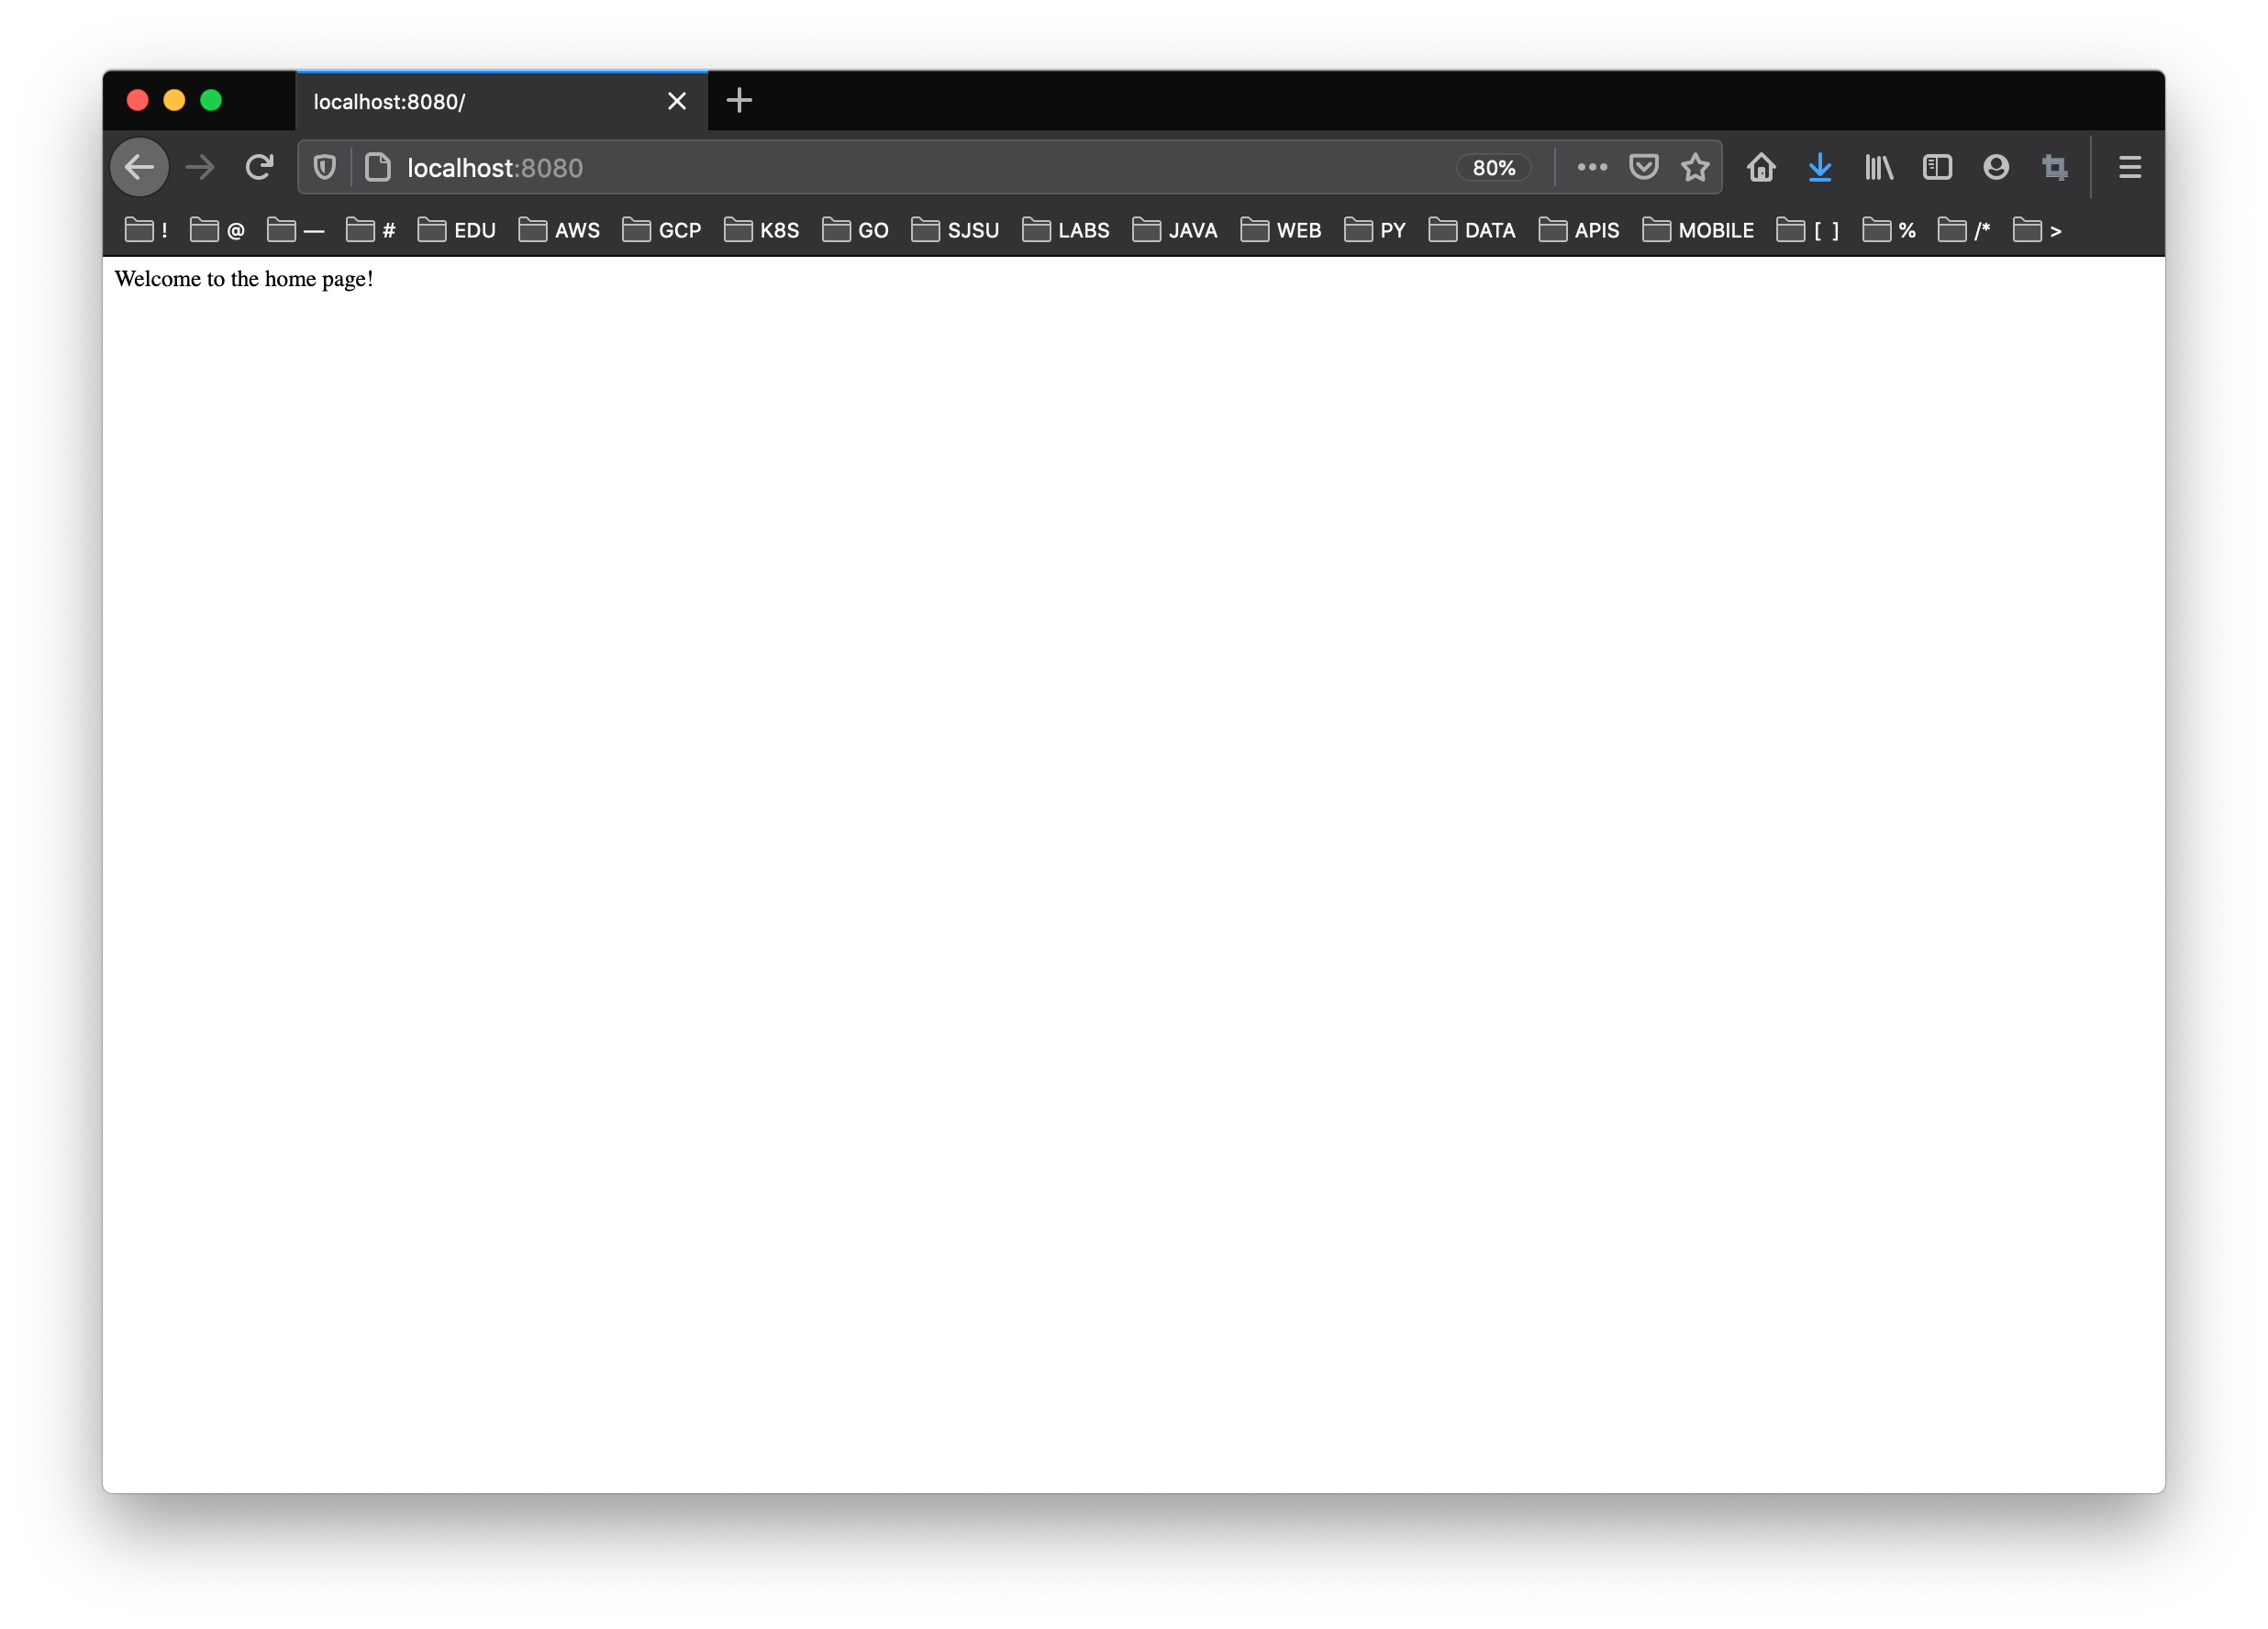 localhost:8080/
localhost:8080 80%
! @ — # EDU AWS GCP K8S GO SJSU LABS JAVA WEB PY DATA APIS MOBILE [ ] % /* >
Welcome to the home page!